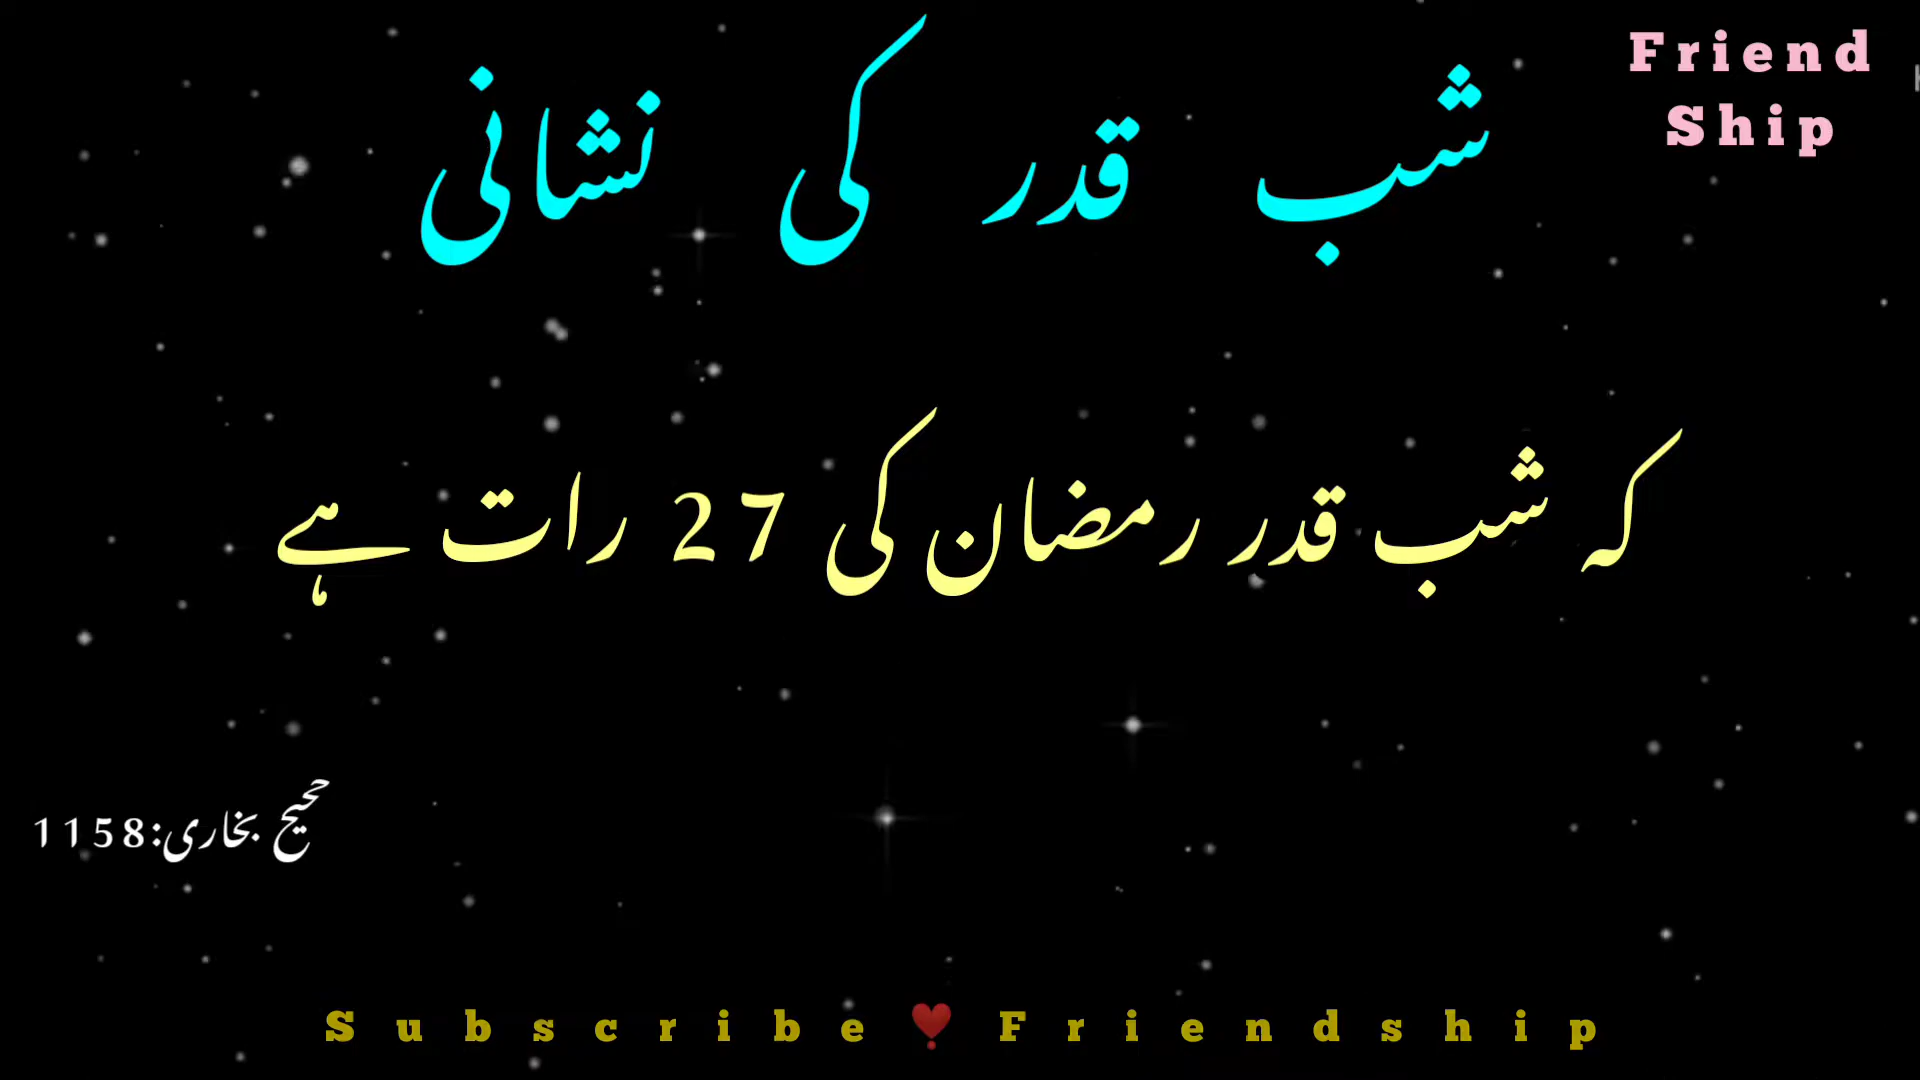 Friend
Ship
شب قدر کی نشانی
کہ شب قدر رمضان کی 27 رات ہے
صحیح بخاری:1158
Subscribe ❣ Friendship